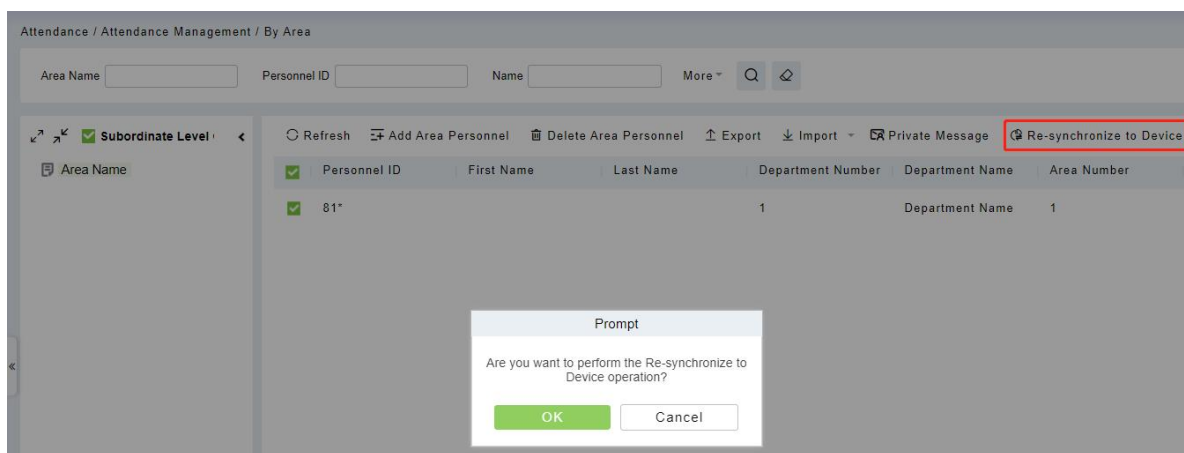 Attendance / Attendance Management / By Area
Area Name Personnel ID Name More
Subordinate Level
Refresh Add Area Personnel Delete Area Personnel Export Import Private Message Re-synchronize to Device
Area Name
Personnel ID First Name Last Name Department Number Department Name Area Number
81* 1 Department Name 1
Prompt
Are you want to perform the Re-synchronize to
Device operation?
OK Cancel